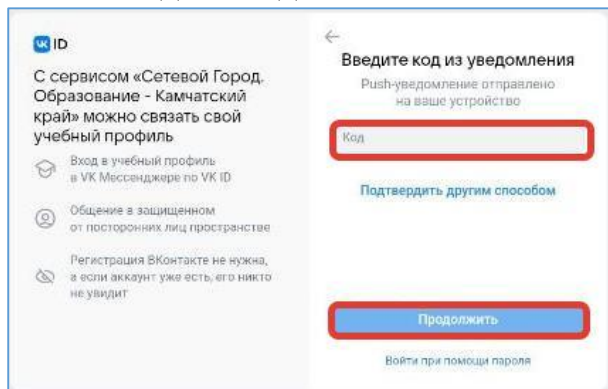 VK ID
С сервисом «Сетевой Город.
Образование - Камчатский
край» можно связать свой
учебный профиль
Вход в учебный профиль
в VK Мессенджере по VK ID
Общение в защищенном
от посторонних лиц пространстве
Регистрация ВКонтакте не нужна,
а если аккаунт уже есть, его никто
не увидит
Введите код из уведомления
Push-уведомление отправлено
на ваше устройство
Код
Подтвердить другим способом
Продолжить
Войти при помощи пароля